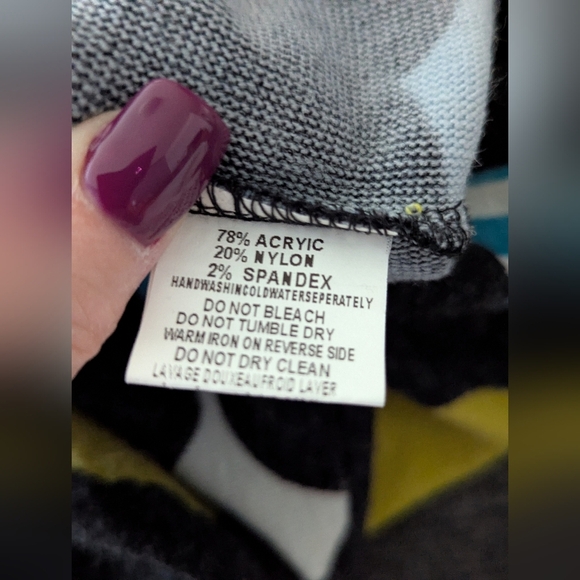 78% ACRYIC
20% NYLON
2% SPANDEX
HANDWASHINCOLDWATERSEPERATELY
DO NOT BLEACH
DO NOT TUMBLE DRY
WARM IRON ON REVERSE SIDE
DO NOT DRY CLEAN
LAVAGE DOUXEAUFROID LAVER